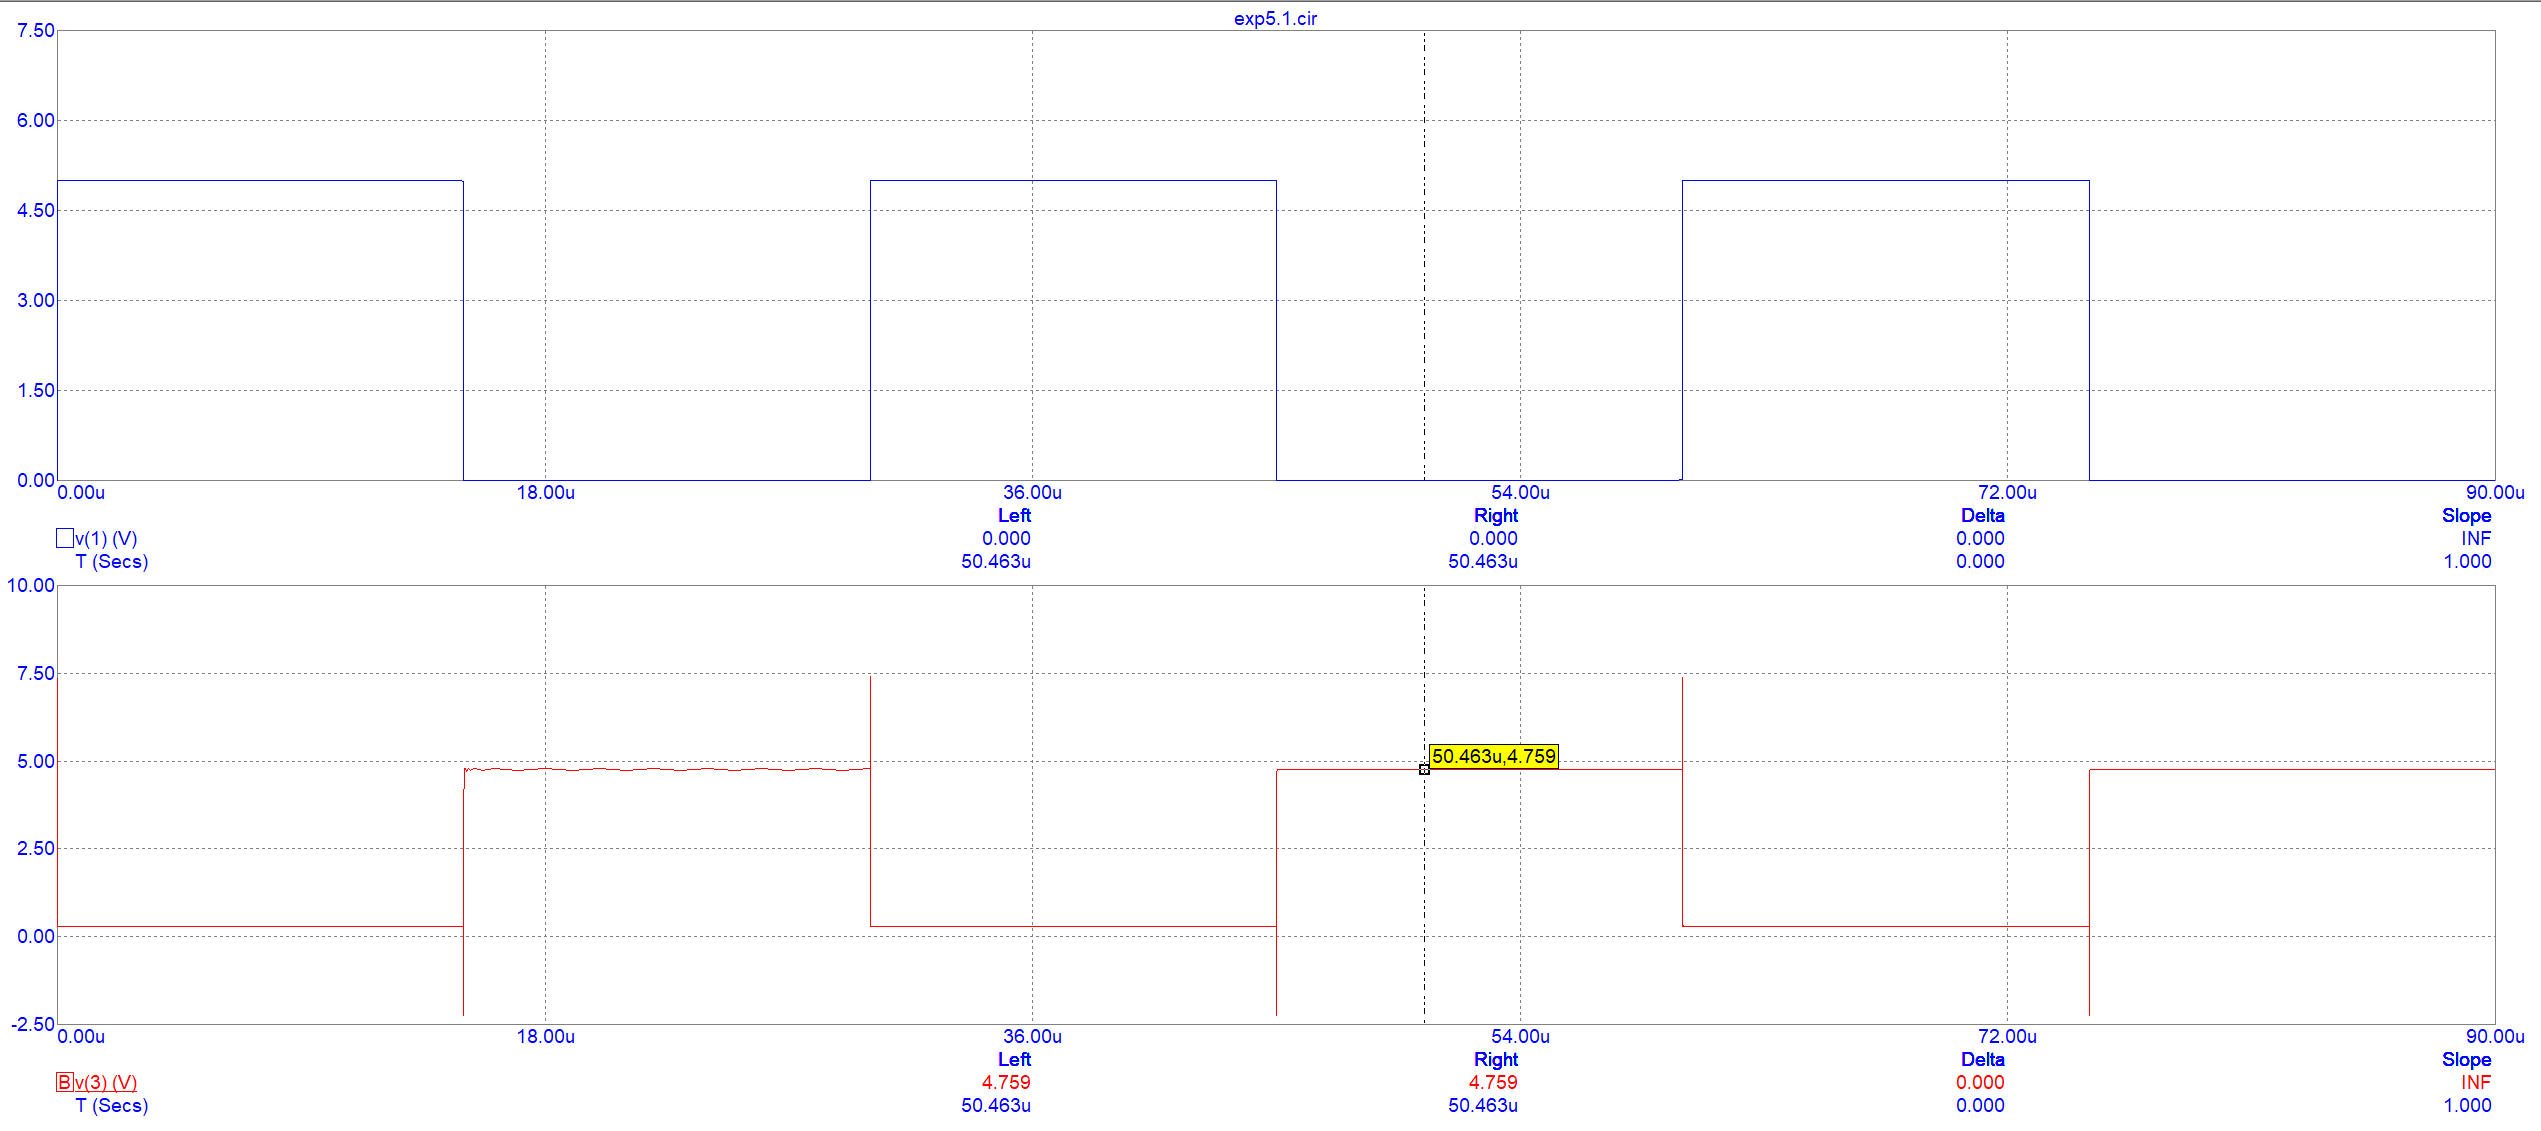 exp5.1.cir
7.50
6.00
4.50
3.00
1.50
0.00
0.00u 18.00u 36.00u 54.00u 72.00u 90.00u
Left Right Delta Slope
v(1) (V) 0.000 0.000 0.000 INF
T (Secs) 50.463u 50.463u 0.000 1.000
10.00
7.50
5.00
50.463u,4.759
2.50
0.00
-2.50
0.00u 18.00u 36.00u 54.00u 72.00u 90.00u
Left Right Delta Slope
B v(3) (V) 4.759 4.759 0.000 INF
T (Secs) 50.463u 50.463u 0.000 1.000